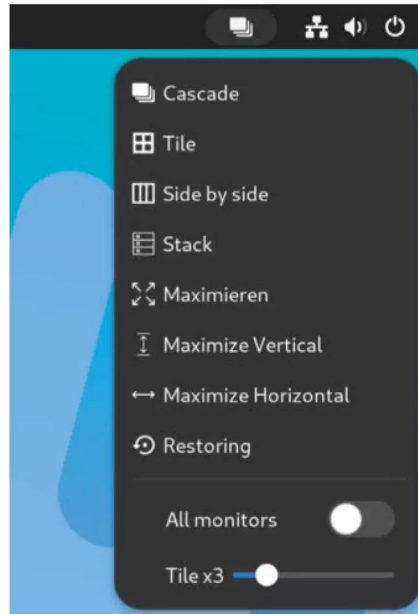 Cascade
Tile
Side by side
Stack
Maximieren
Maximize Vertical
Maximize Horizontal
Restoring
All monitors
Tile x3